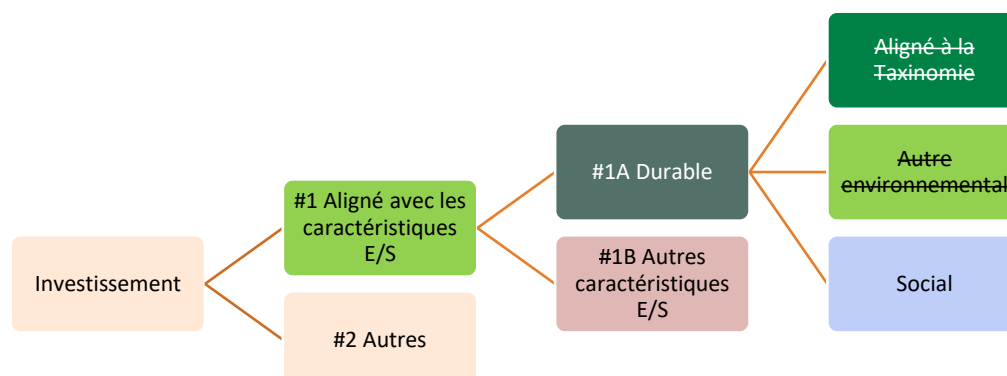 Aligné à la
Taxinomie
#1A Durable
Autre
environnemental
#1 Aligné avec les
caractéristiques
E/S
#1B Autres
caractéristiques
E/S
Investissement
Social
#2 Autres